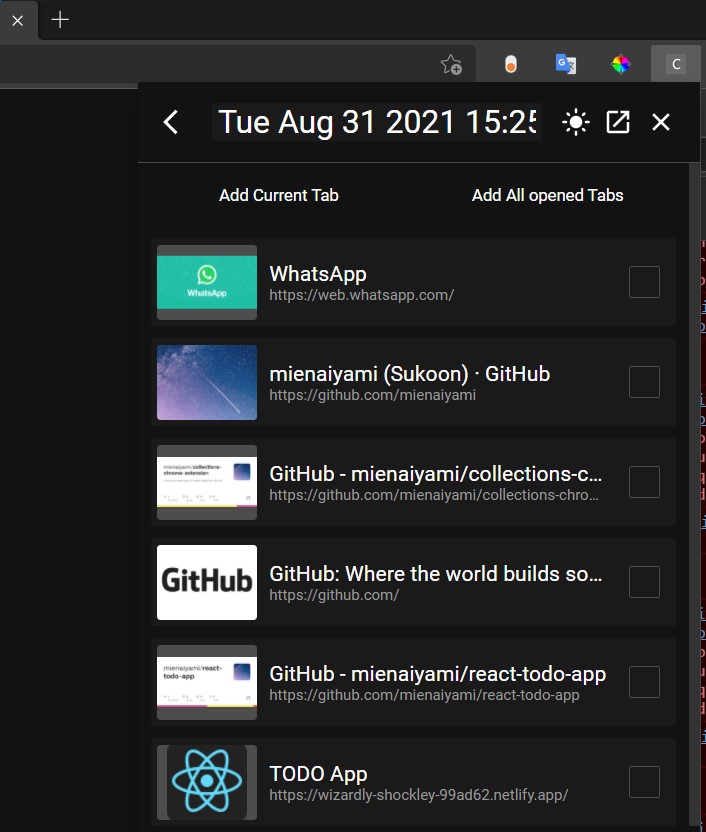 C
Tue Aug 31 2021 15:25
Add Current Tab
Add All opened Tabs
WhatsApp
WhatsApp
https://web.whatsapp.com/
mienaiyami (Sukoon) · GitHub
https://github.com/mienaiyami
mienaiyami/collections-
chrome-extension
GitHub - mienaiyami/collections-c...
https://github.com/mienaiyami/collections-chro...
GitHub
GitHub: Where the world builds so...
https://github.com/
mienaiyami/react-
todo-app
GitHub - mienaiyami/react-todo-app
https://github.com/mienaiyami/react-todo-app
TODO App
https://wizardly-shockley-99ad62.netlify.app/